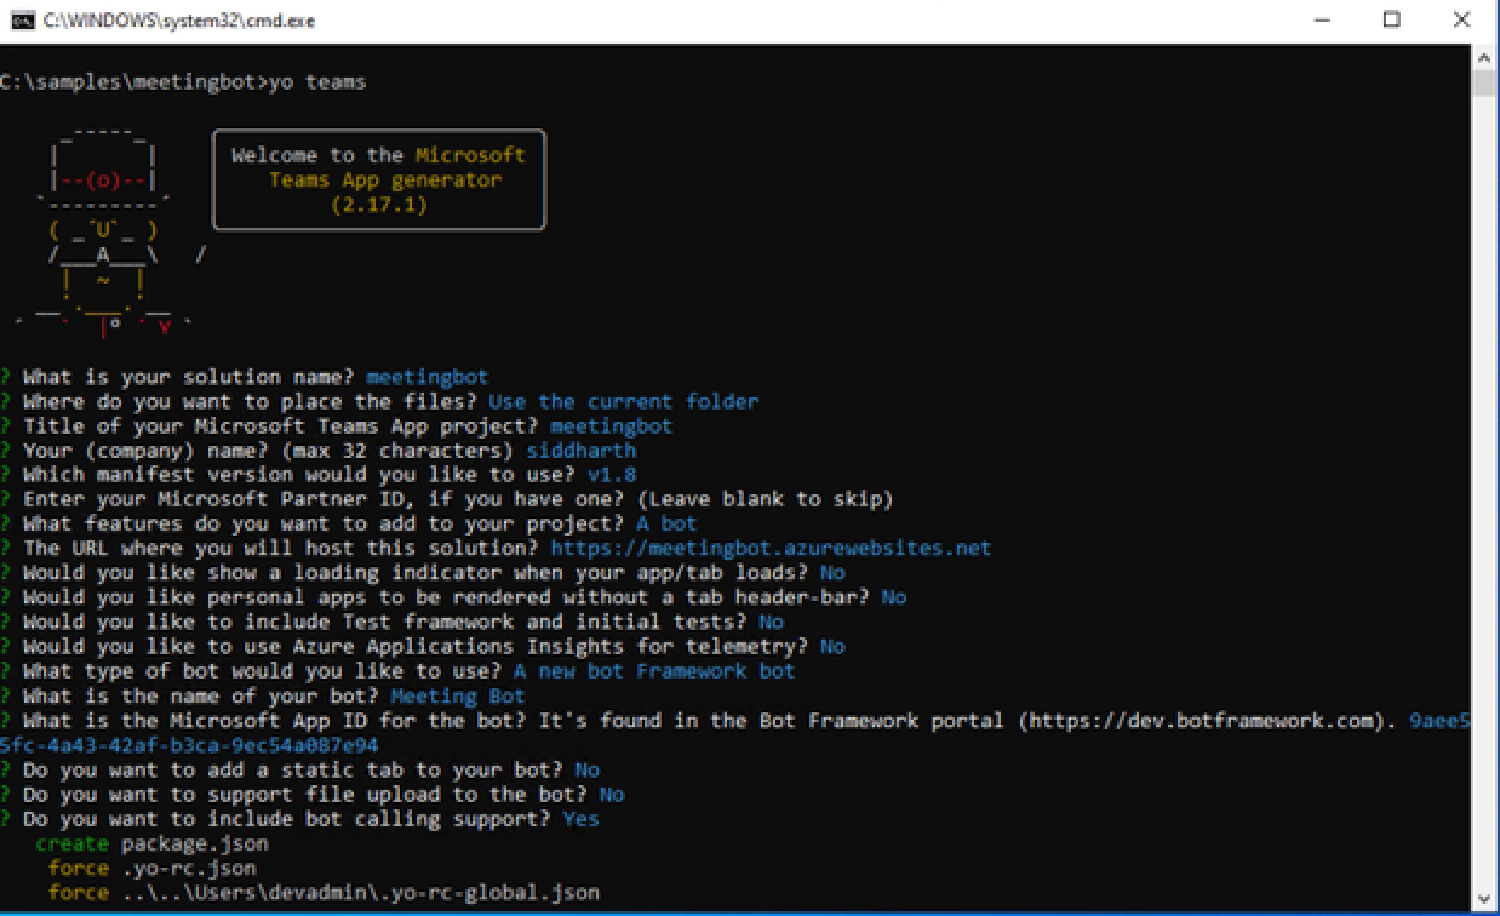 C:\WINDOWS\system32\cmd.exe
C:\samples\meetingbot>yo teams
Welcome to the Microsoft
Teams App generator
(2.17.1)
? What is your solution name? meetingbot
? Where do you want to place the files? Use the current folder
? Title of your Microsoft Teams App project? meetingbot
? Your (company) name? (max 32 characters) siddharth
? Which manifest version would you like to use? v1.8
? Enter your Microsoft Partner ID, if you have one? (Leave blank to skip)
? What features do you want to add to your project? A bot
? The URL where you will host this solution? https://meetingbot.azurewebsites.net
? Would you like show a loading indicator when your app/tab loads? No
? Would you like personal apps to be rendered without a tab header-bar? No
? Would you like to include Test framework and initial tests? No
? Would you like to use Azure Applications Insights for telemetry? No
? What type of bot would you like to use? A new bot Framework bot
? What is the name of your bot? Meeting Bot
? What is the Microsoft App ID for the bot? It's found in the Bot Framework portal (https://dev.botframework.com). 9aee5
5fc-4a43-42af-b3ca-9ec54a087e94
? Do you want to add a static tab to your bot? No
? Do you want to support file upload to the bot? No
? Do you want to include bot calling support? Yes
create package.json
force .yo-rc.json
force ..\..\Users\devadmin\.yo-rc-global.json